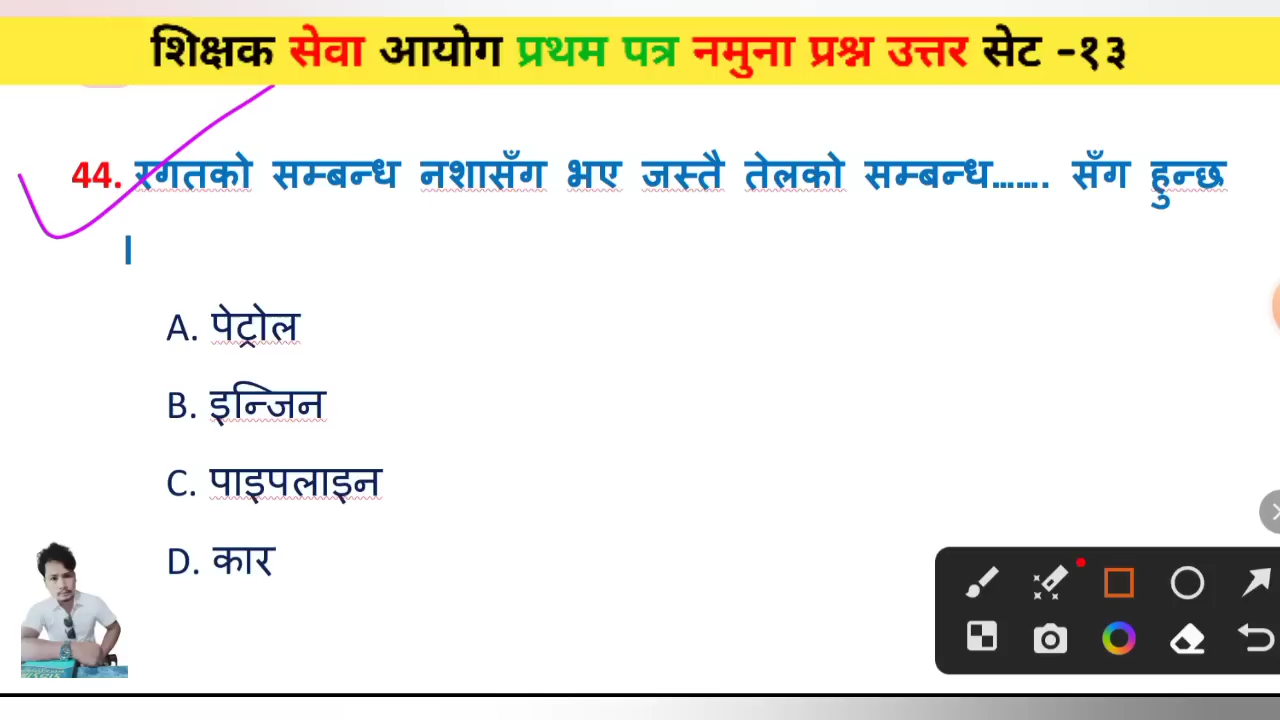 शिक्षक सेवा आयोग प्रथम पत्र नमुना प्रश्न उत्तर सेट -१३
44. रगतको सम्बन्ध नशासँग भए जस्तै तेलको सम्बन्ध....... सँग हुन्छ
।
A. पेट्रोल
B. इन्जिन
C. पाइपलाइन
D. कार